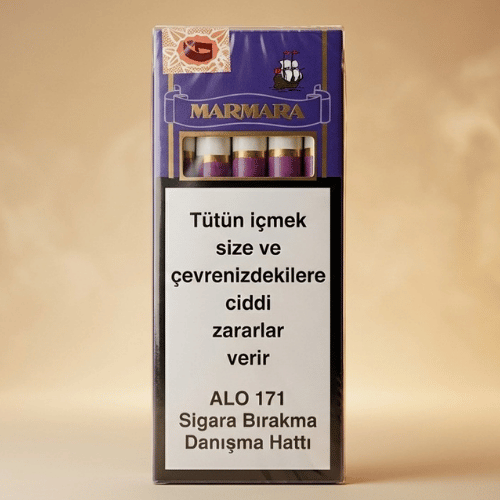 MARMARA
Tütün içmek
size ve
çevrenizdekilere
ciddi
zararlar
verir
ALO 171
Sigara Bırakma
Danışma Hattı